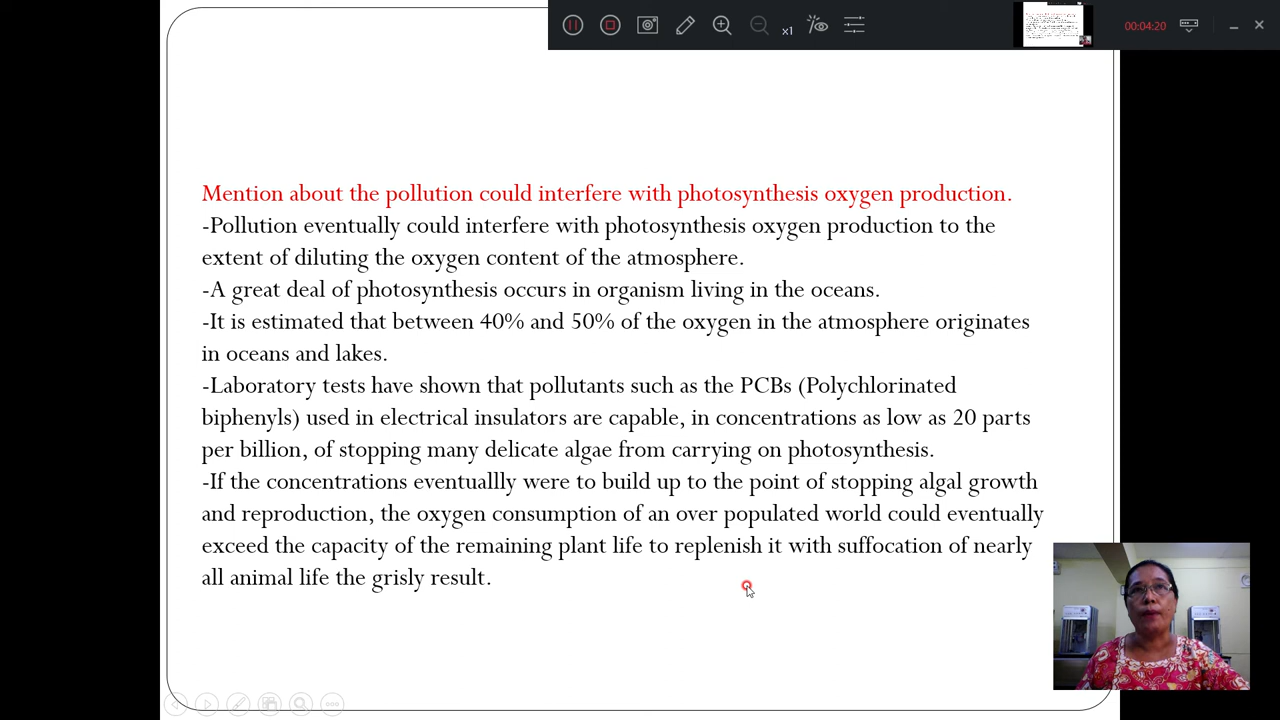 x1
00:04:20
Mention about the pollution could interfere with photosynthesis oxygen production.
-Pollution eventually could interfere with photosynthesis oxygen production to the
extent of diluting the oxygen content of the atmosphere.
-A great deal of photosynthesis occurs in organism living in the oceans.
-It is estimated that between 40% and 50% of the oxygen in the atmosphere originates
in oceans and lakes.
-Laboratory tests have shown that pollutants such as the PCBs (Polychlorinated
biphenyls) used in electrical insulators are capable, in concentrations as low as 20 parts
per billion, of stopping many delicate algae from carrying on photosynthesis.
-If the concentrations eventuallly were to build up to the point of stopping algal growth
and reproduction, the oxygen consumption of an over populated world could eventually
exceed the capacity of the remaining plant life to replenish it with suffocation of nearly
all animal life the grisly result.